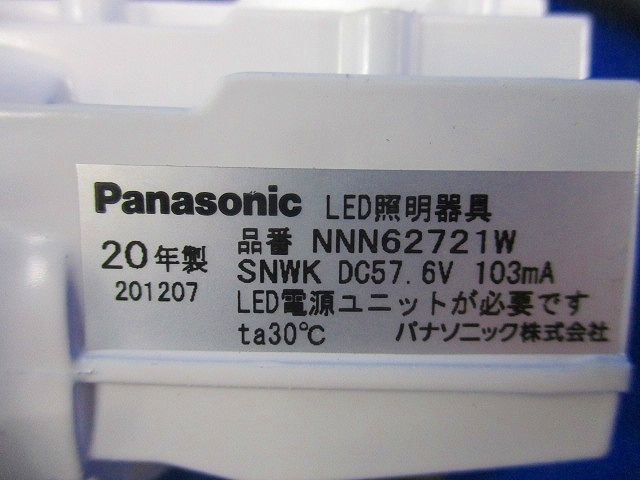 Panasonic LED照明器具
20年製 品番 NNN62721W
201207 SNWK DC57.6V 103mA
LED電源ユニットが必要です
ta30℃ パナソニック株式会社